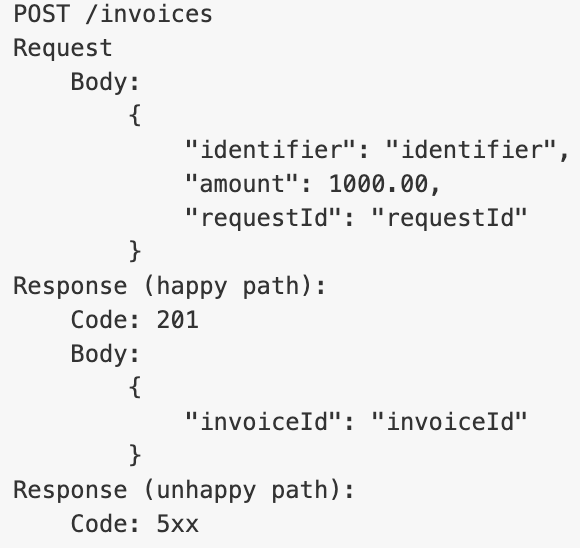 POST /invoices
Request
    Body:
        {
            "identifier": "identifier",
            "amount": 1000.00,
            "requestId": "requestId"
        }
Response (happy path):
    Code: 201
    Body:
        {
            "invoiceId": "invoiceId"
        }
Response (unhappy path):
    Code: 5xx